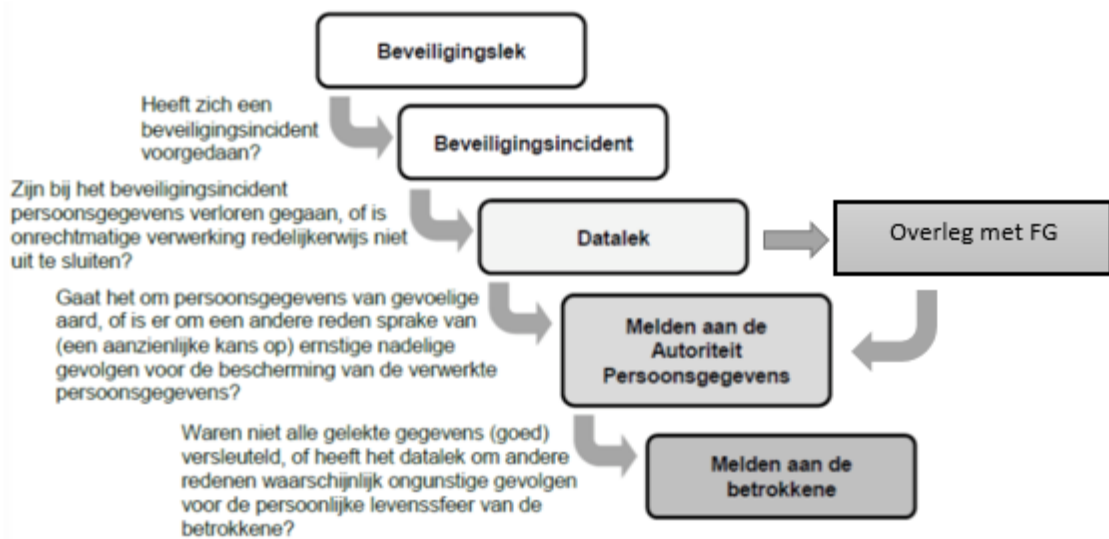 Beveiligingslek
Heeft zich een
beveiligingsincident
voorgedaan?
Beveiligingsincident
Zijn bij het beveiligingsincident
persoonsgegevens verloren gegaan, of is
onrechtmatige verwerking redelijkerwijs niet
uit te sluiten?
Datalek
Overleg met FG
Gaat het om persoonsgegevens van gevoelige
aard, of is er om een andere reden sprake van
(een aanzienlijke kans op) ernstige nadelige
gevolgen voor de bescherming van de verwerkte
persoonsgegevens?
Melden aan de
Autoriteit
Persoonsgegevens
Waren niet alle gelekte gegevens (goed)
versleuteld, of heeft het datalek om andere
redenen waarschijnlijk ongunstige gevolgen
voor de persoonlijke levenssfeer van de
betrokkene?
Melden aan de
betrokkene